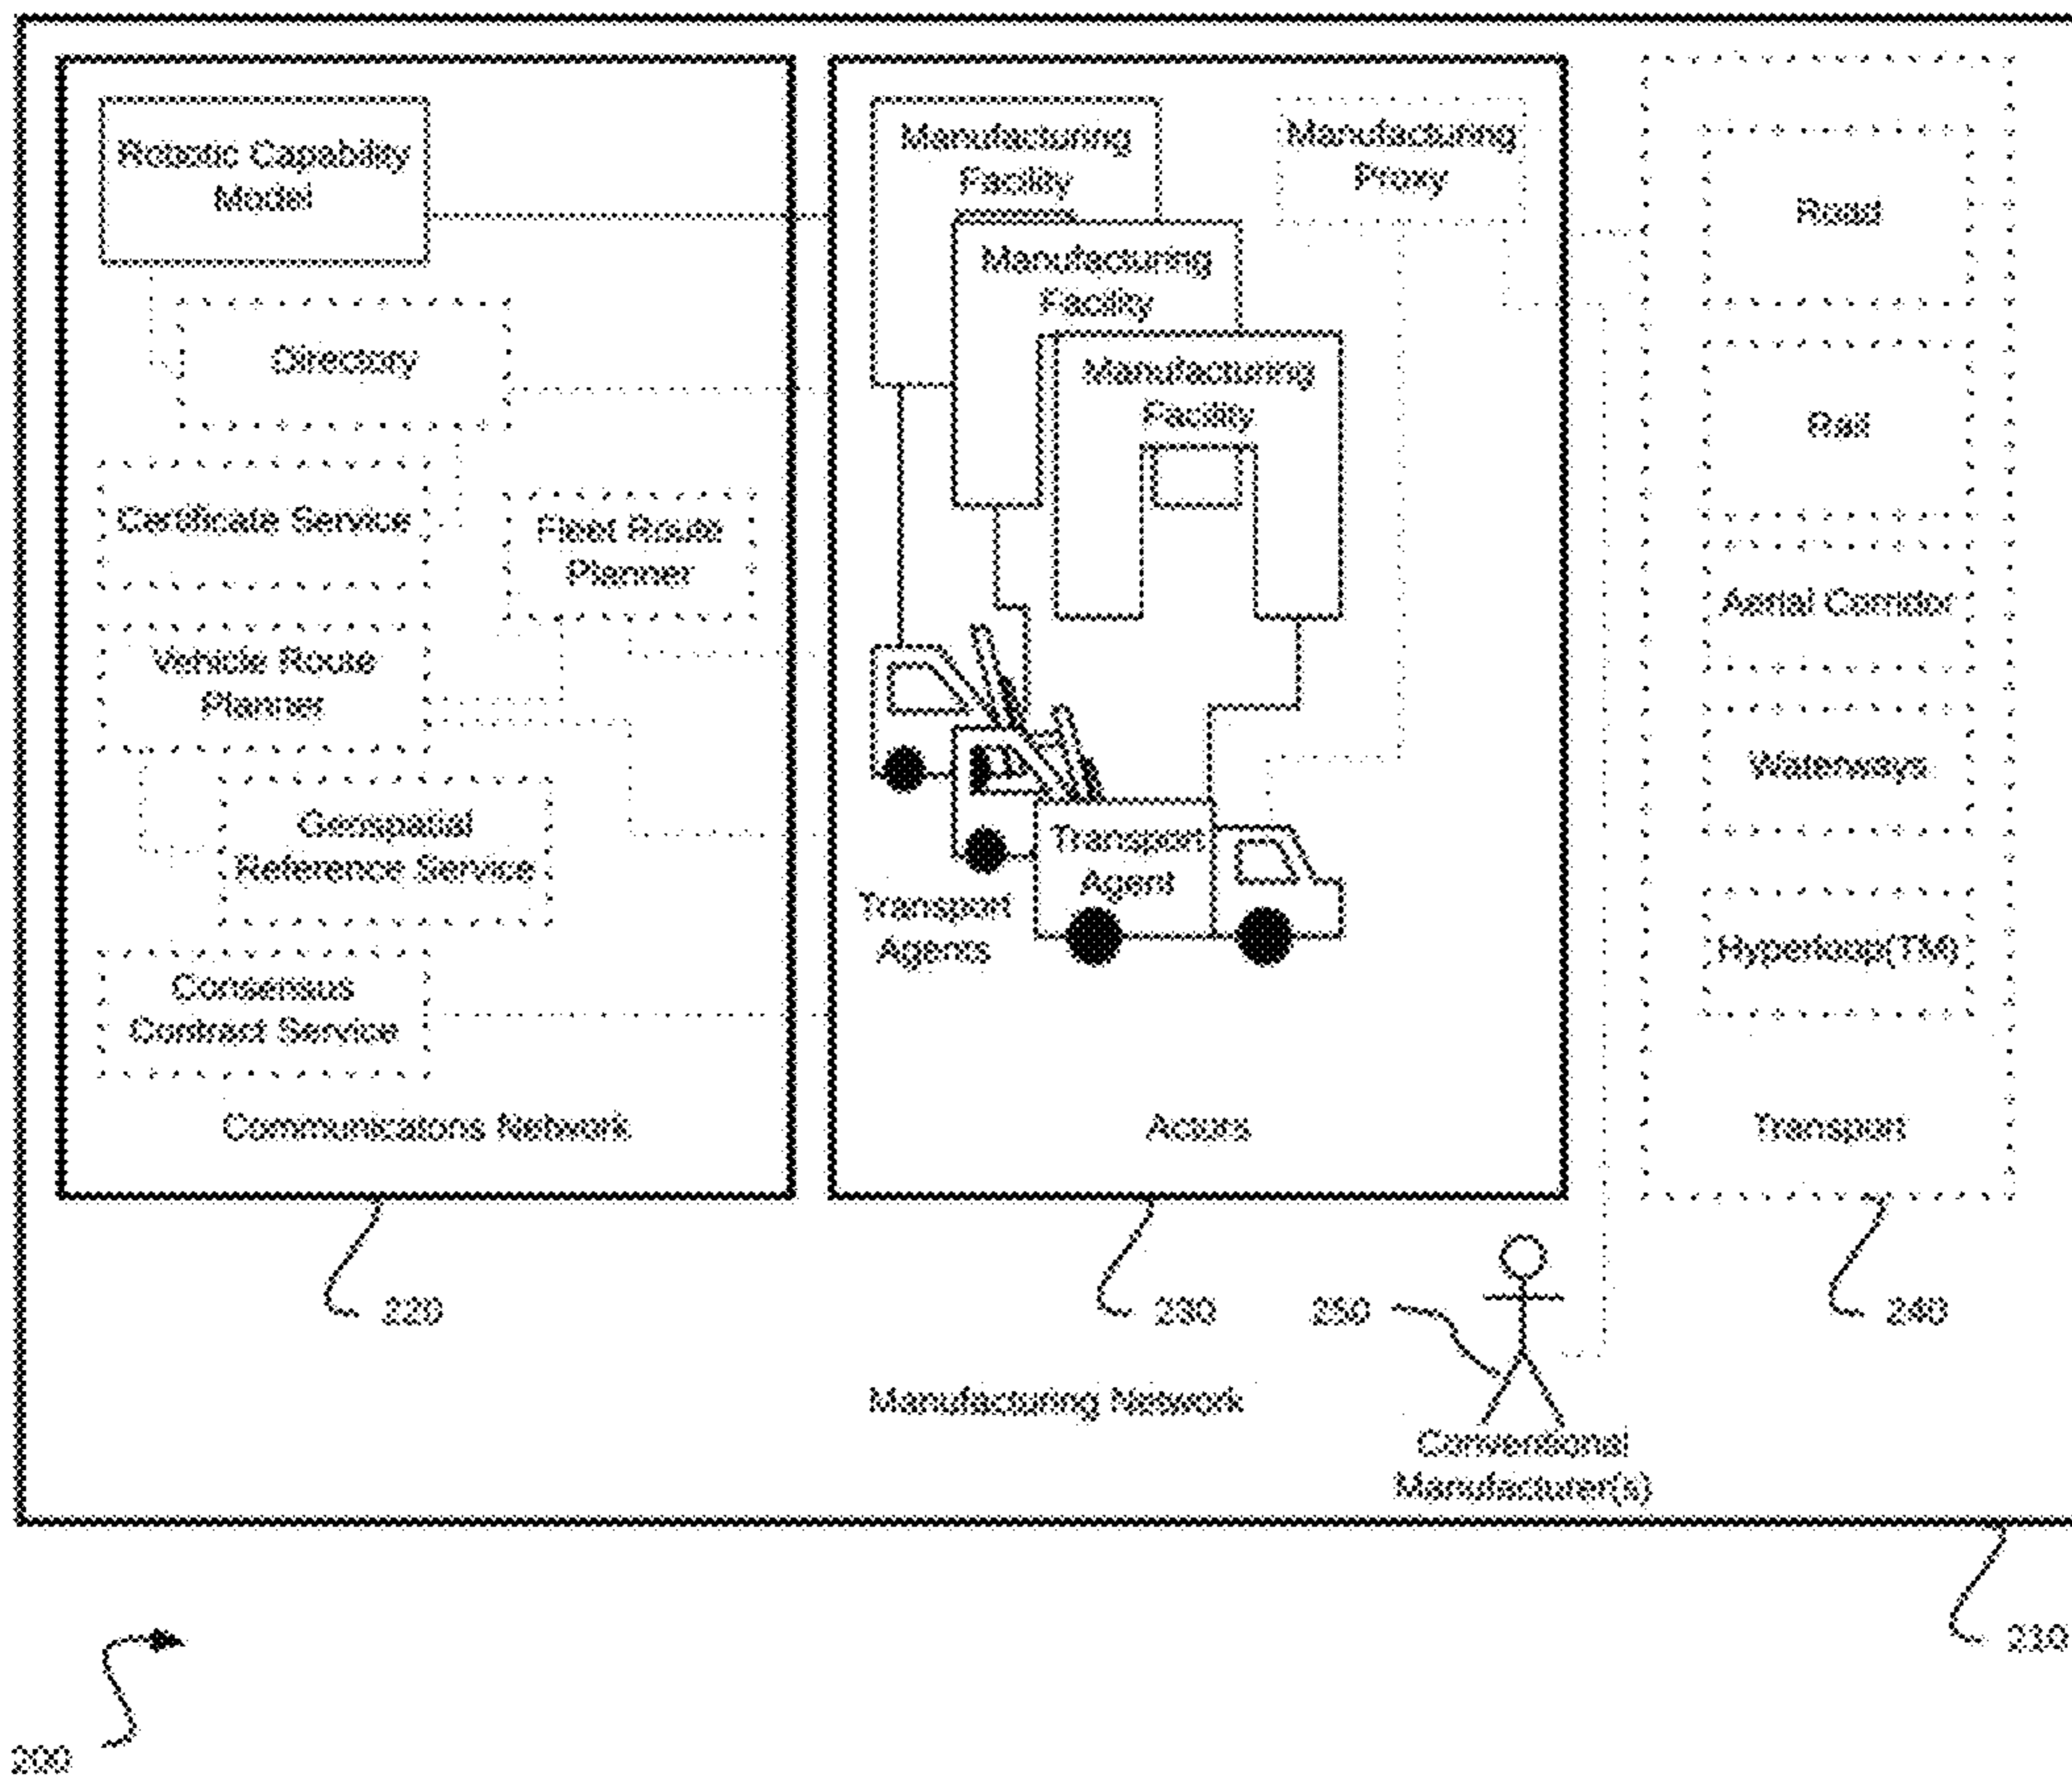 Robotic Capability
Model
Directory
Certificate Service
Fleet Route
Planner
Vehicle Route
Planner
Geospatial
Reference Service
Consensus
Contract Service
Communicaions Network
220
Manufacturing
Facility
Manufacturing
Facility
Manufacturing
Facility
Manufacturing
Proxy
Transport
Agent
Transport
Agents
Actors
230
Road
Rail
Aerial Corridor
Waterways
Hyperloop(TM)
Transport
240
250
Conventional
Manufacturer(s)
Manufacturing Network
210
200